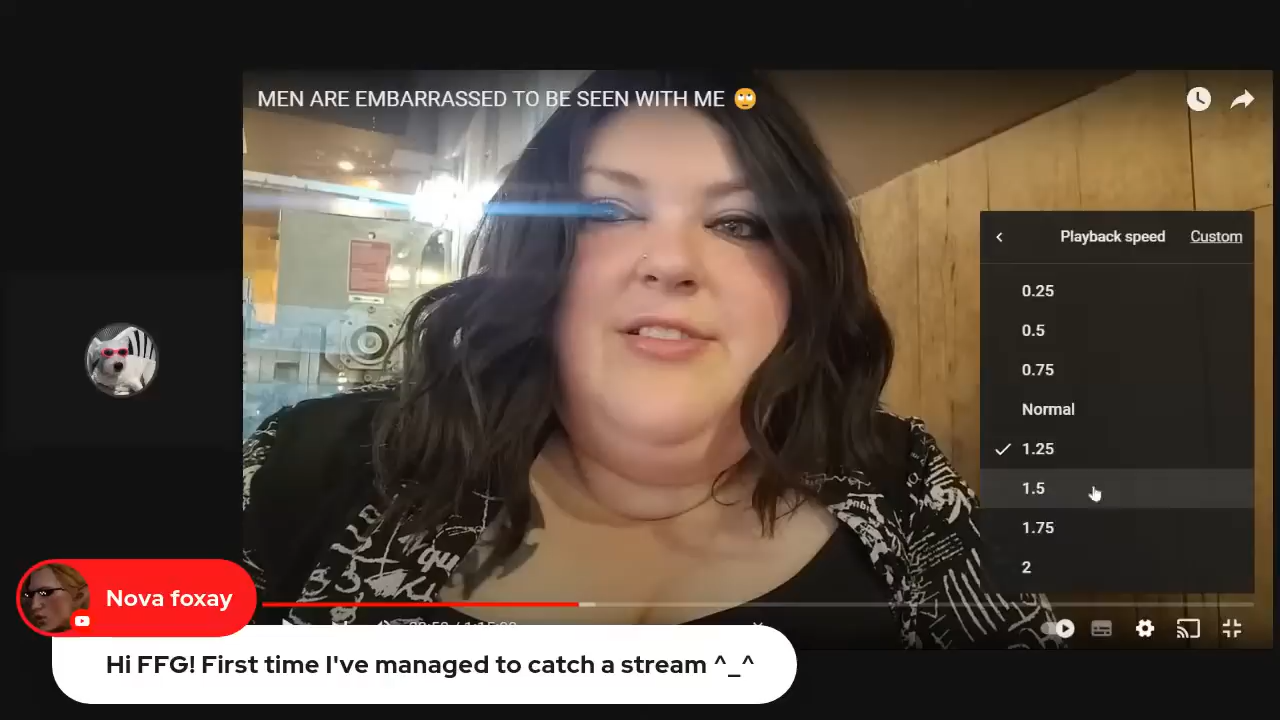 MEN ARE EMBARRASSED TO BE SEEN WITH ME 🙄
Playback speed
Custom
0.25
0.5
0.75
Normal
1.25
1.5
1.75
2
Nova foxay
Hi FFG! First time I've managed to catch a stream ^_^